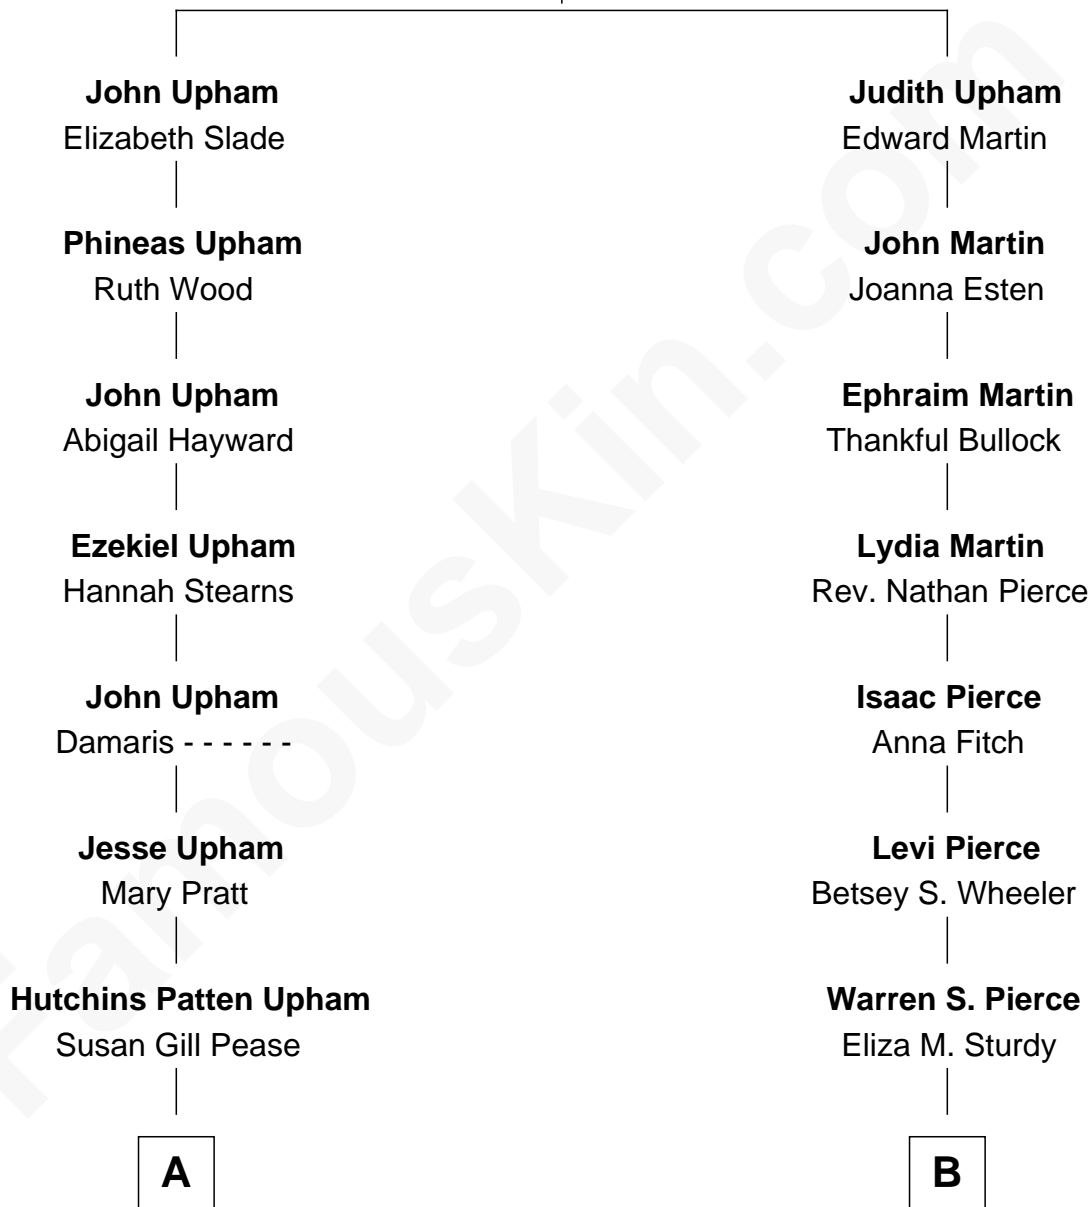 John Upham
Elizabeth Slade
Phineas Upham
Ruth Wood
John Upham
Abigail Hayward
Ezekiel Upham
Hannah Stearns
John Upham
Damaris - - - - - -
Jesse Upham
Mary Pratt
Hutchins Patten Upham
Susan Gill Pease
A
Judith Upham
Edward Martin
John Martin
Joanna Esten
Ephraim Martin
Thankful Bullock
Lydia Martin
Rev. Nathan Pierce
Isaac Pierce
Anna Fitch
Levi Pierce
Betsey S. Wheeler
Warren S. Pierce
Eliza M. Sturdy
B
FamousKin.com